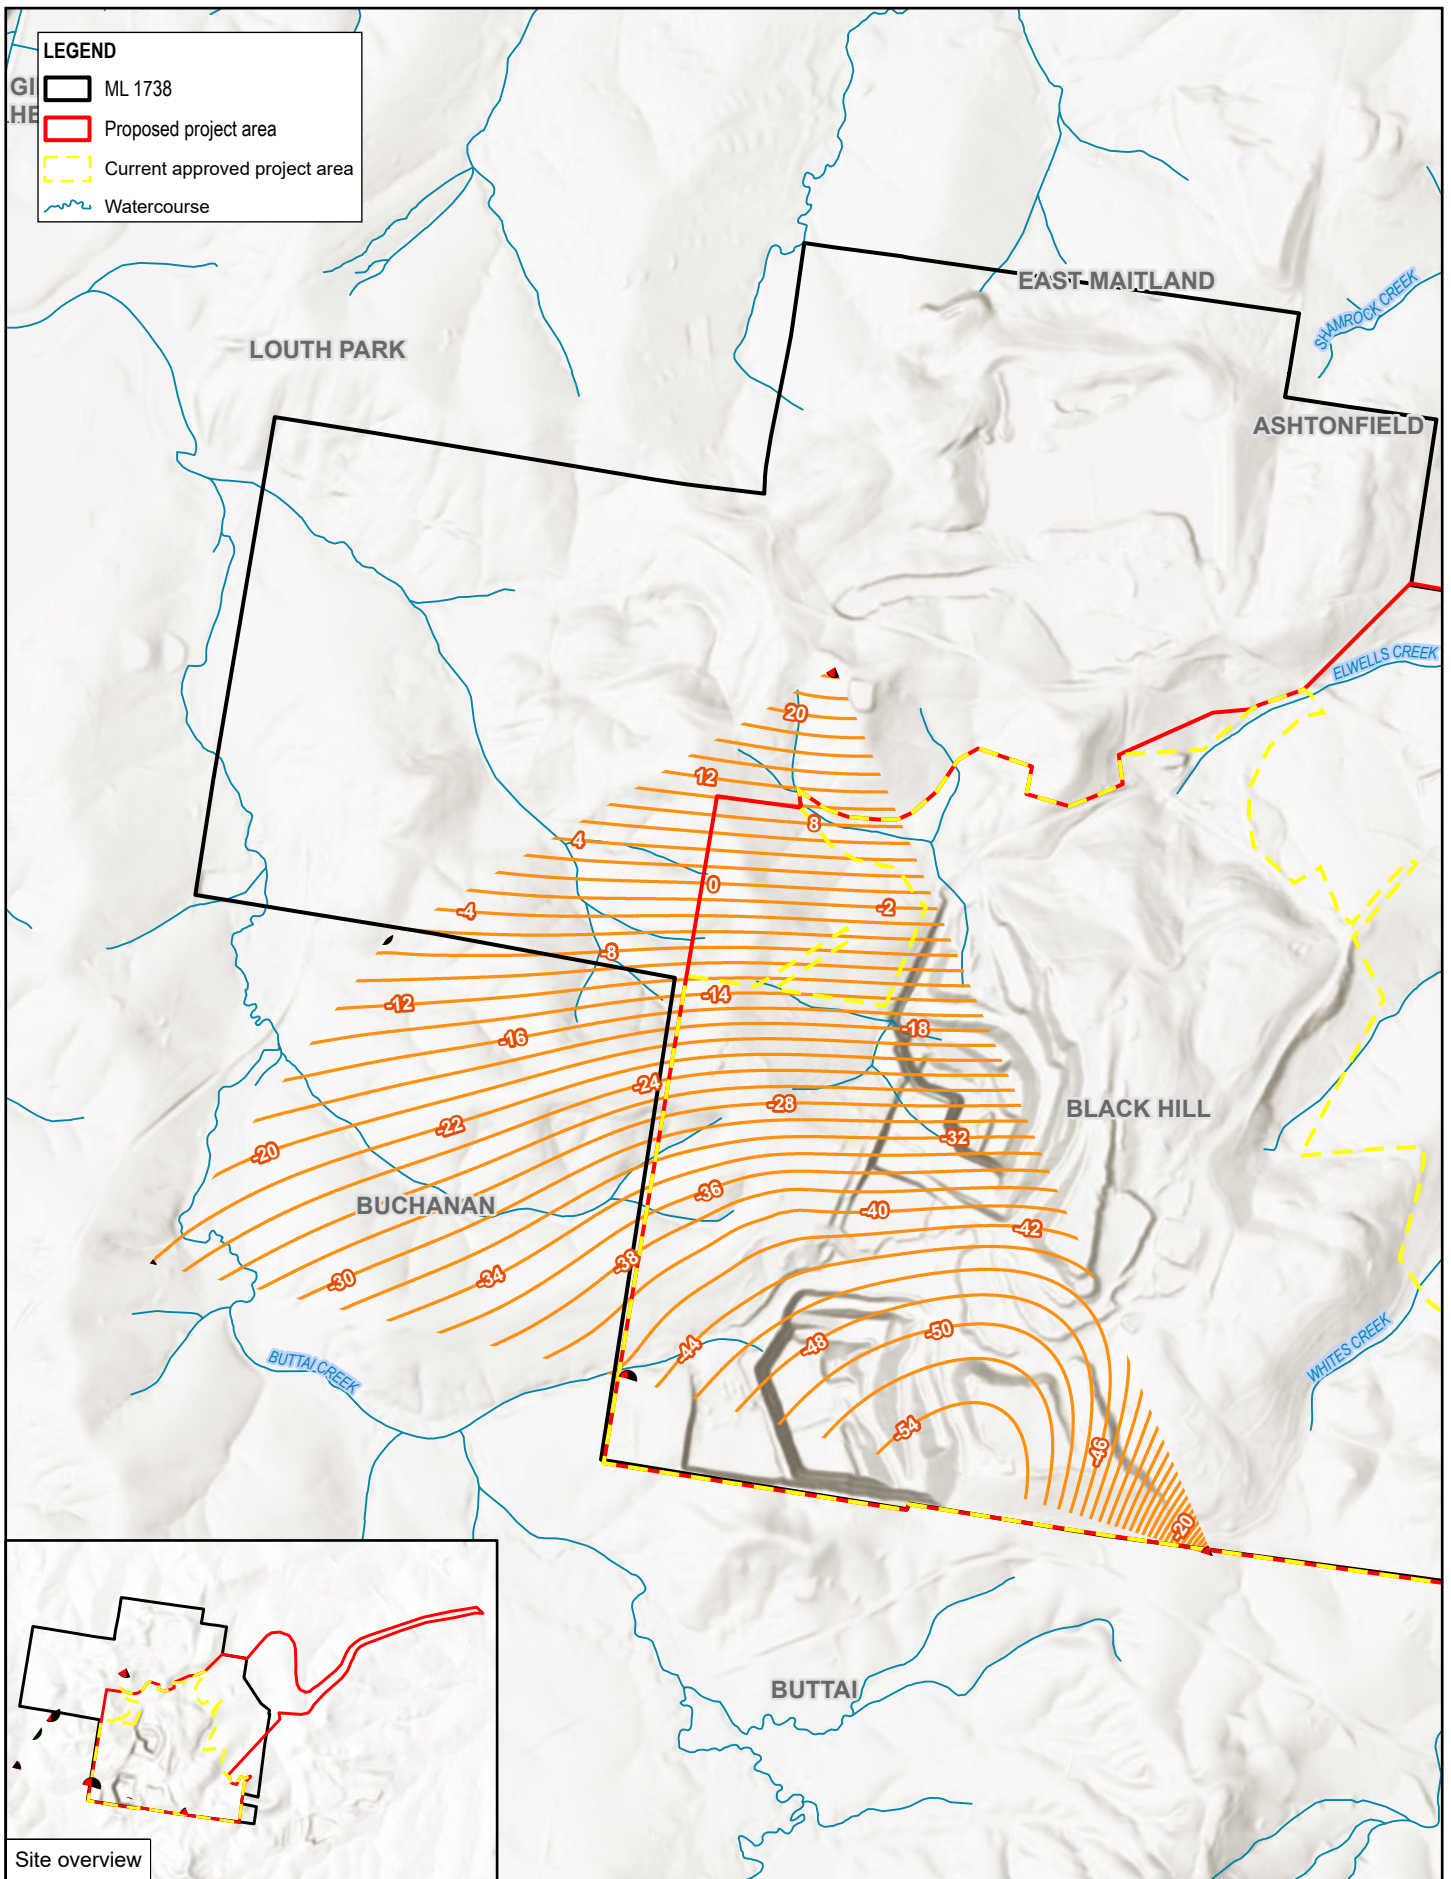 LEGEND
ML 1738
Proposed project area
Current approved project area
Watercourse
GI
HE
EAST MAITLAND
SHAMROCK CREEK
LOUTH PARK
ASHTONFIELD
ELWELLS CREEK
20
12
8
4
0
-2
-4
-8
-14
-12
-18
-16
-24
-28
BLACK HILL
-22
-32
-20
-36
BUCHANAN
-40
-42
-38
-34
-30
-50
-48
-44
WHITES CREEK
BUTTAI CREEK
-54
-46
-20
BUTTAI
Site overview